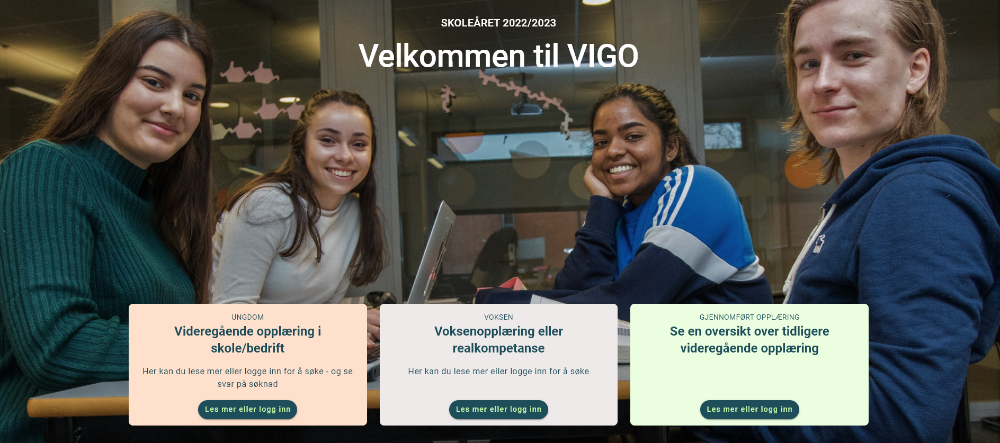 SKOLEÅRET 2022/2023
Velkommen til VIGO
UNGDOM
Videregående opplæring i
skole/bedrift
Her kan du lese mer eller logge inn for å søke - og se
svar på søknad
Les mer eller logg inn
VOKSEN
Voksenopplæring eller
realkompetanse
Her kan du lese mer eller logge inn for å søke
Les mer eller logg inn
GJENNOMFØRT OPPLÆRING
Se en oversikt over tidligere
videregående opplæring
Les mer eller logg inn